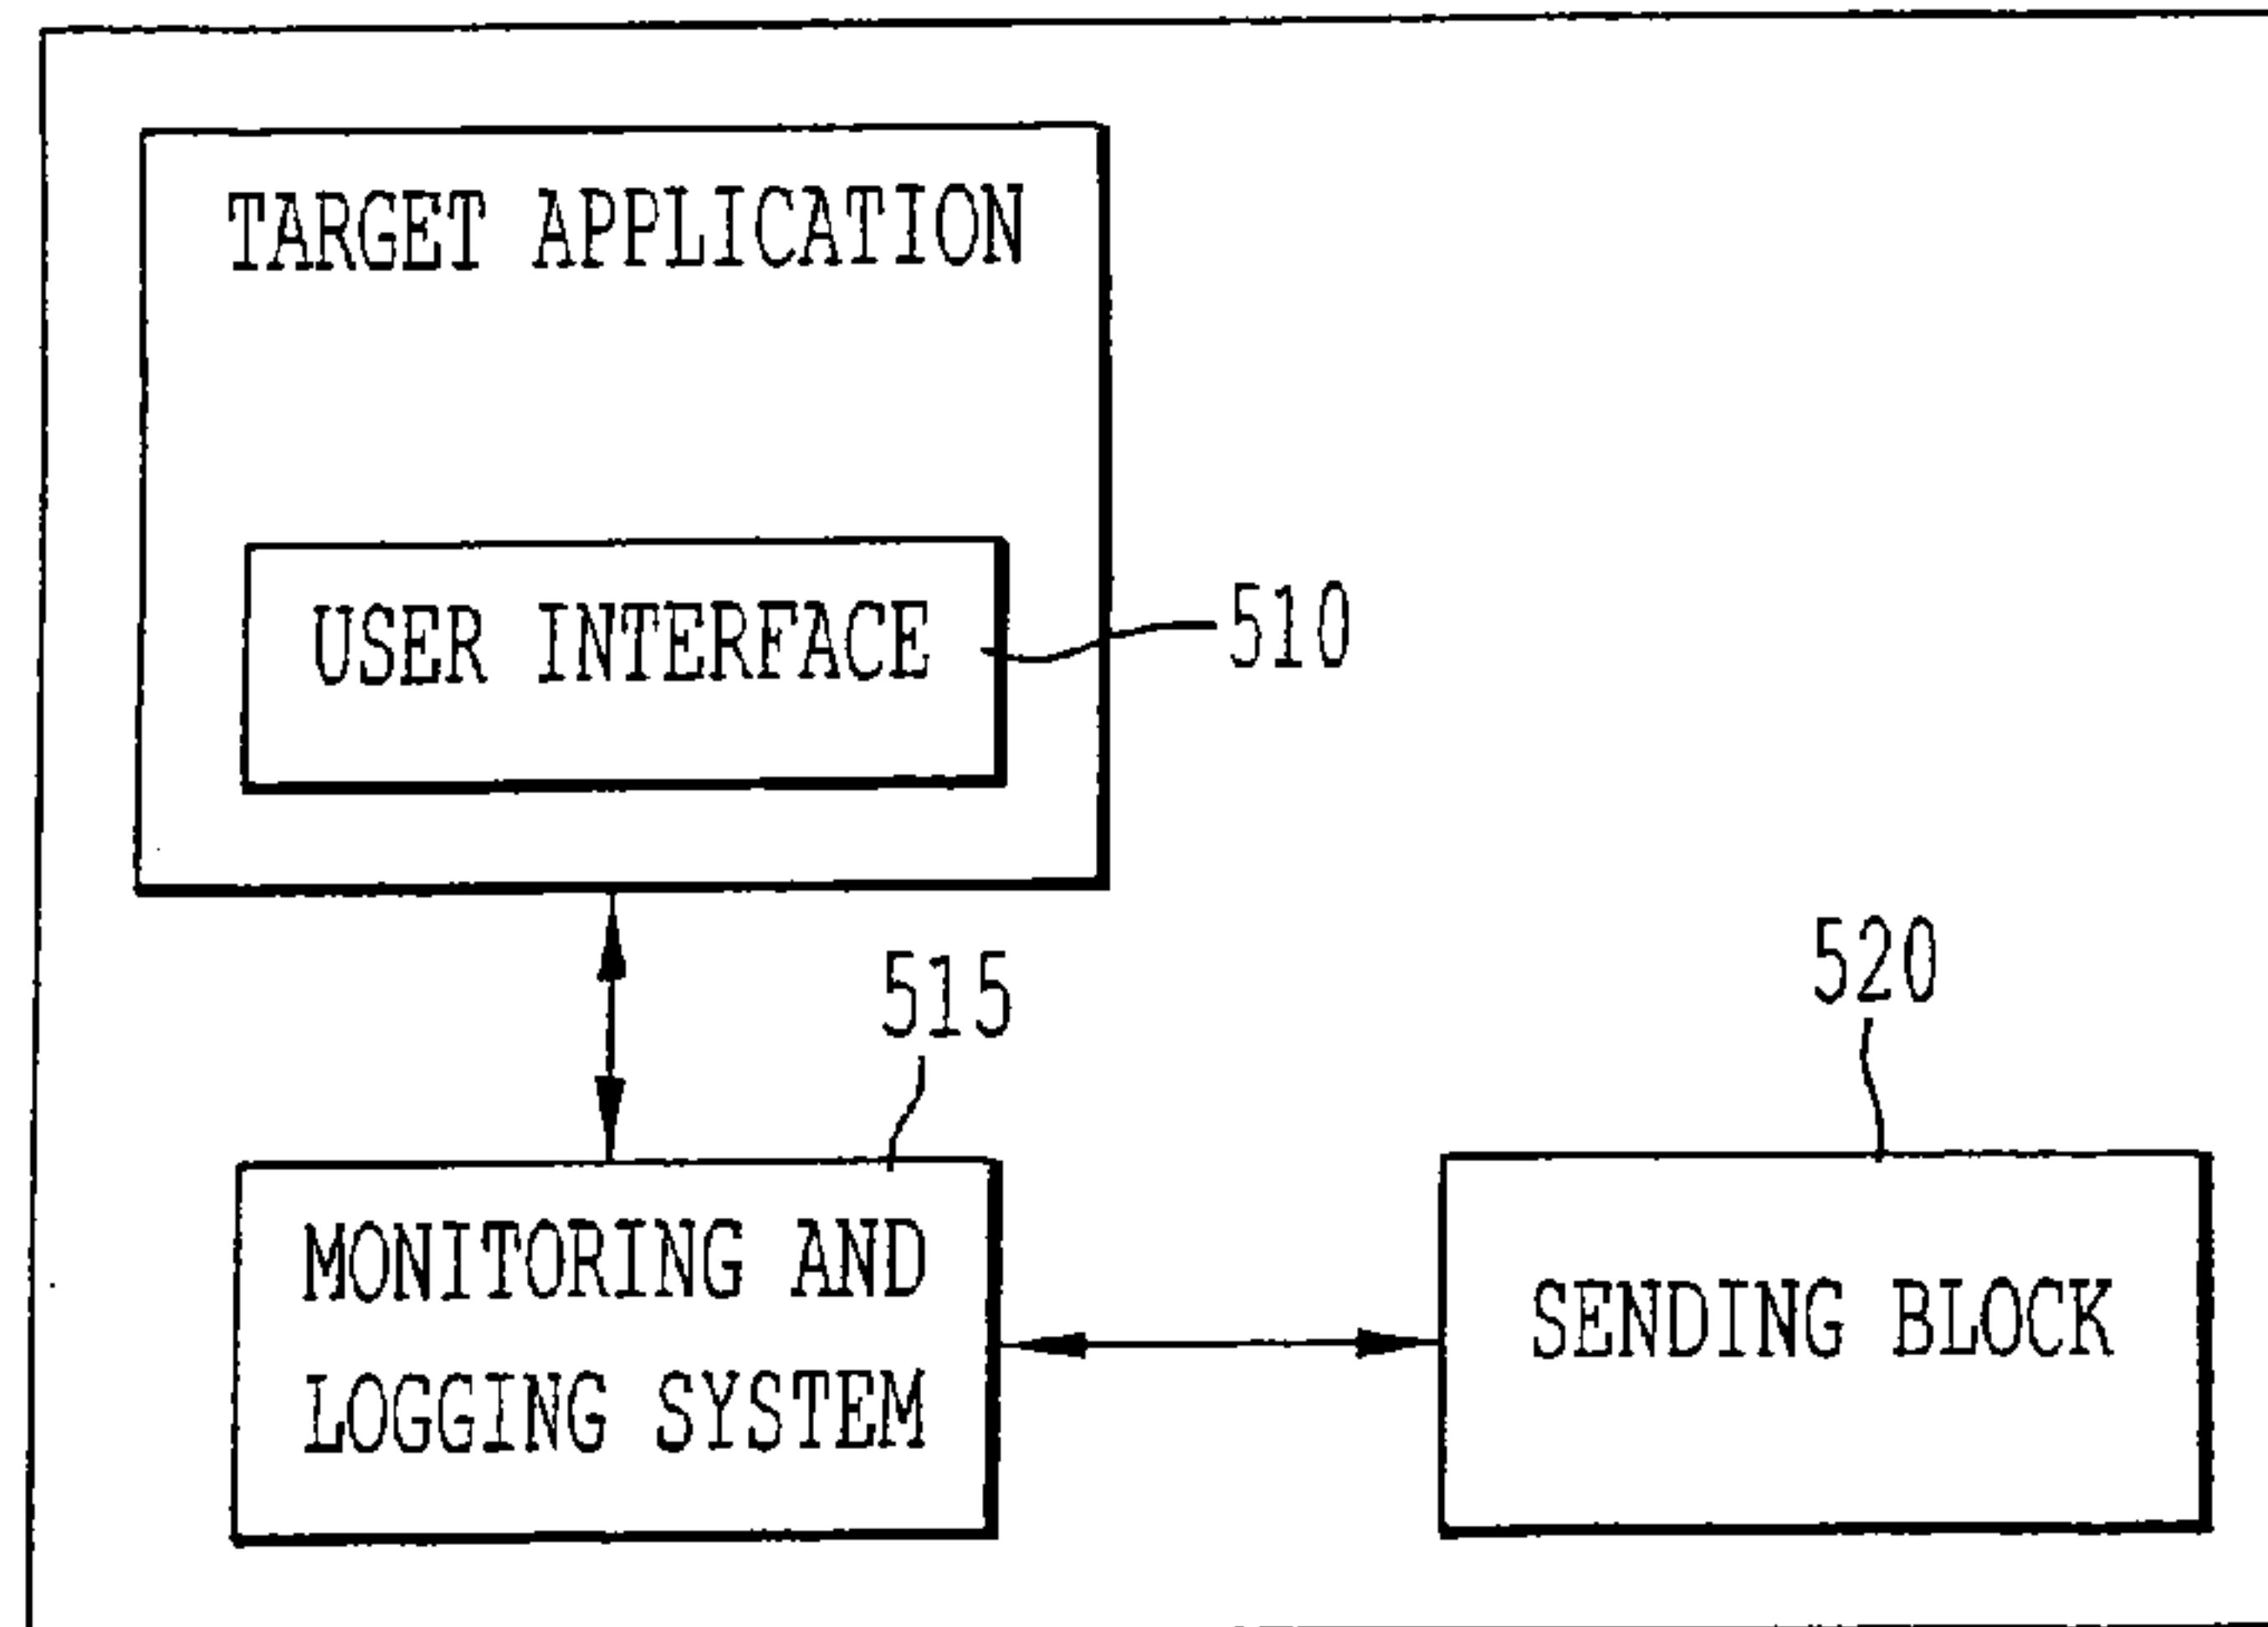 TARGET APPLICATION
USER INTERFACE
510
515
520
MONITORING AND
LOGGING SYSTEM
SENDING BLOCK